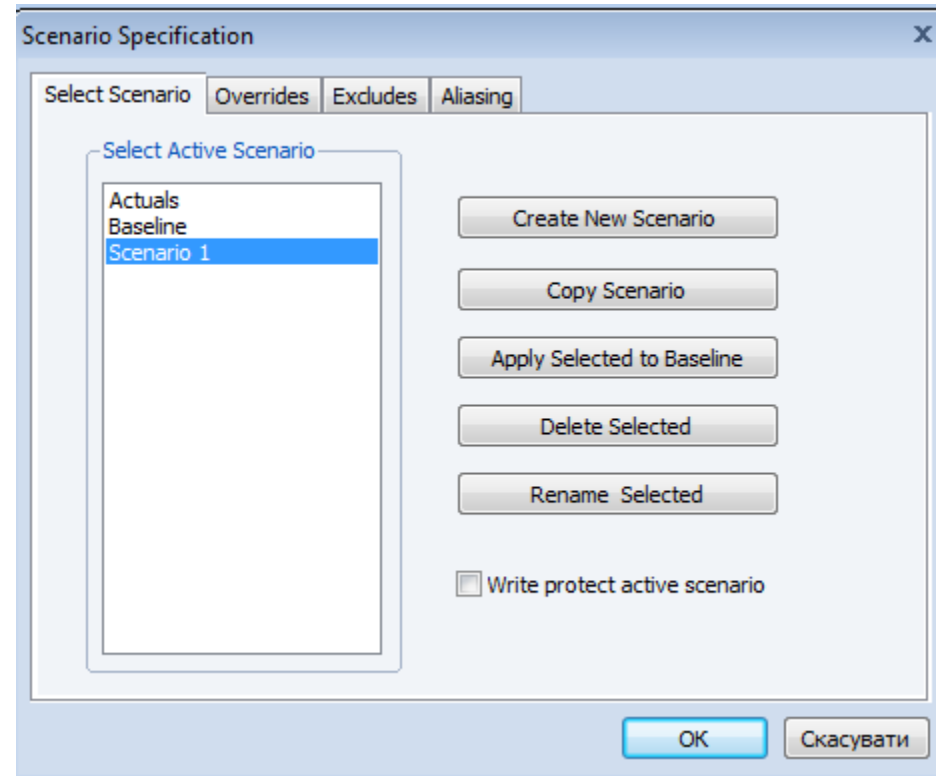 Scenario Specification
x
Select Scenario Overrides Excludes Aliasing
Select Active Scenario
Actuals
Baseline
Scenario 1
Create New Scenario
Copy Scenario
Apply Selected to Baseline
Delete Selected
Rename Selected
Write protect active scenario
OK Скасувати